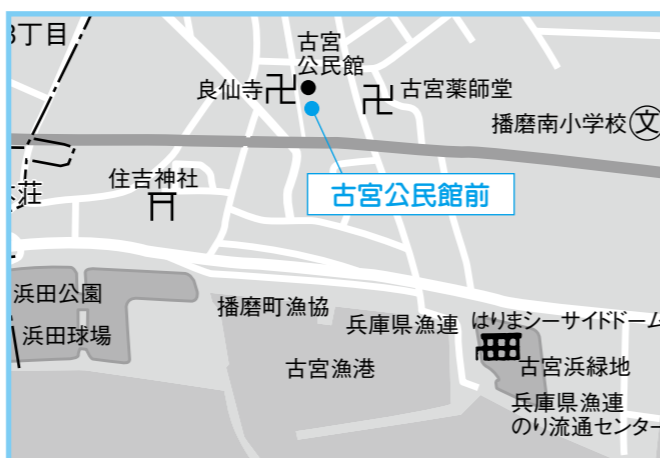 3丁目
古宮
公民館
良仙寺
古宮薬師堂
播磨南小学校
文
住吉神社
古宮公民館前
荘
浜田公園
浜田球場
播磨町漁協
兵庫県漁連
はりまシーサイドドーム
古宮漁港
古宮浜緑地
兵庫県漁連
のり流通センター